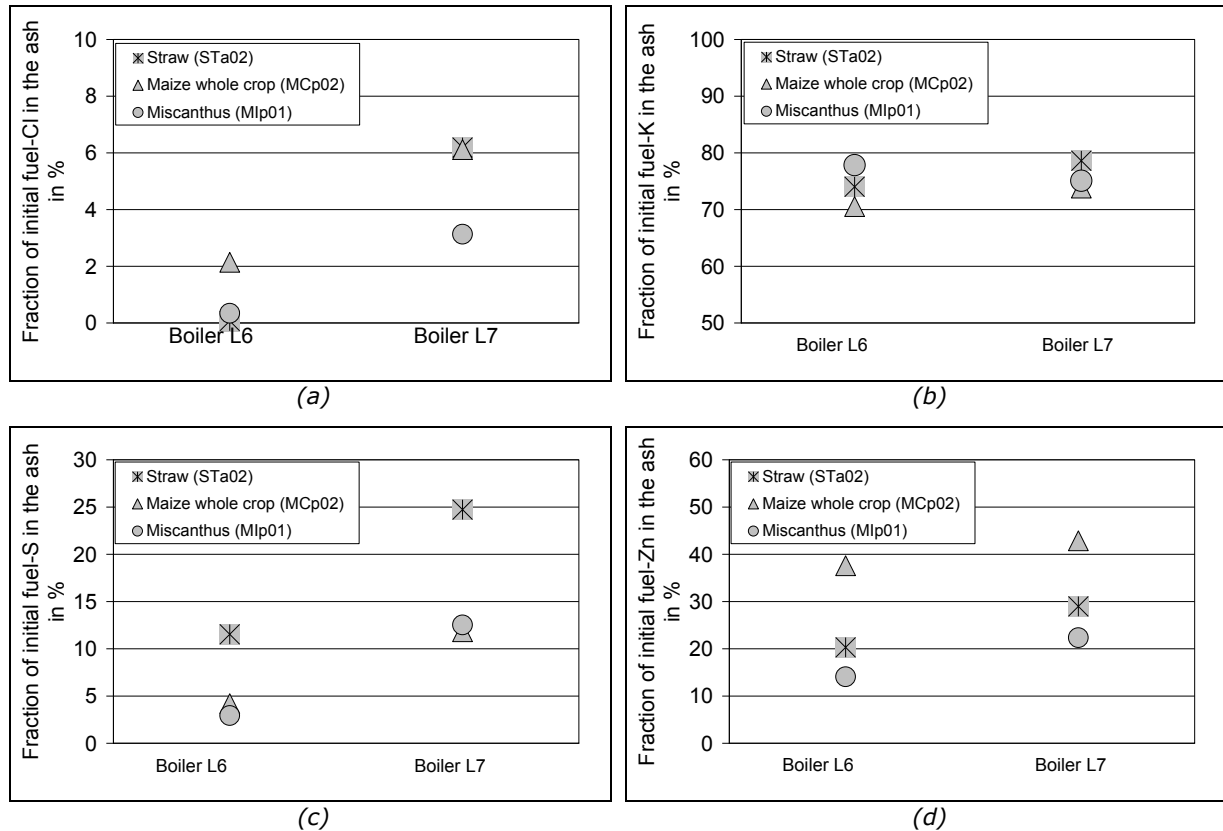 Fraction of initial fuel-Cl in the ash
in %
10
8
6
4
2
0
Straw (STa02)
Maize whole crop (MCp02)
Miscanthus (MIp01)
Boiler L6
Boiler L7
(a)
Fraction of initial fuel-K in the ash
in %
100
90
80
70
60
50
Straw (STa02)
Maize whole crop (MCp02)
Miscanthus (MIp01)
Boiler L6
Boiler L7
(b)
Fraction of initial fuel-S in the ash
in %
30
25
20
15
10
5
0
Straw (STa02)
Maize whole crop (MCp02)
Miscanthus (MIp01)
Boiler L6
Boiler L7
(c)
Fraction of initial fuel-Zn in the ash
in %
60
50
40
30
20
10
0
Straw (STa02)
Maize whole crop (MCp02)
Miscanthus (MIp01)
Boiler L6
Boiler L7
(d)